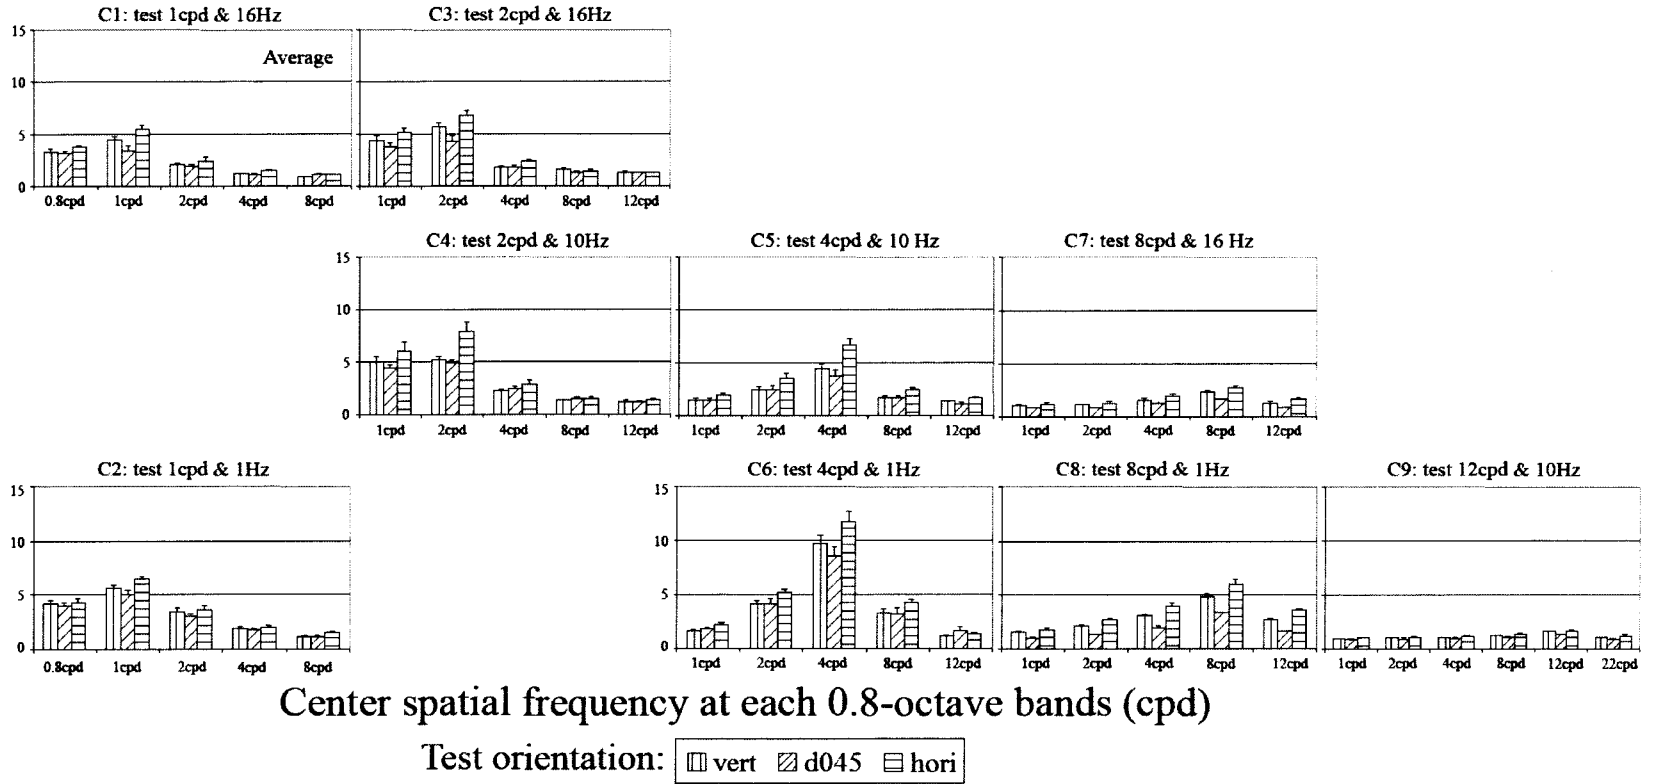 C1: test 1cpd & 16Hz
C3: test 2cpd & 16Hz
15
10
5
0
Average
0.8cpd 1cpd 2cpd 4cpd 8cpd
1cpd 2cpd 4cpd 8cpd 12cpd
C4: test 2cpd & 10Hz
C5: test 4cpd & 10 Hz
C7: test 8cpd & 16 Hz
15
10
5
0
1cpd 2cpd 4cpd 8cpd 12cpd
1cpd 2cpd 4cpd 8cpd 12cpd
1cpd 2cpd 4cpd 8cpd 12cpd
C2: test 1cpd & 1Hz
C6: test 4cpd & 1Hz
C8: test 8cpd & 1Hz
C9: test 12cpd & 10Hz
15
10
5
0
15
10
5
0
0.8cpd 1cpd 2cpd 4cpd 8cpd
1cpd 2cpd 4cpd 8cpd 12cpd
1cpd 2cpd 4cpd 8cpd 12cpd
1cpd 2cpd 4cpd 8cpd 12cpd 22cpd
Center spatial frequency at each 0.8-octave bands (cpd)
Test orientation: vert d045 hori